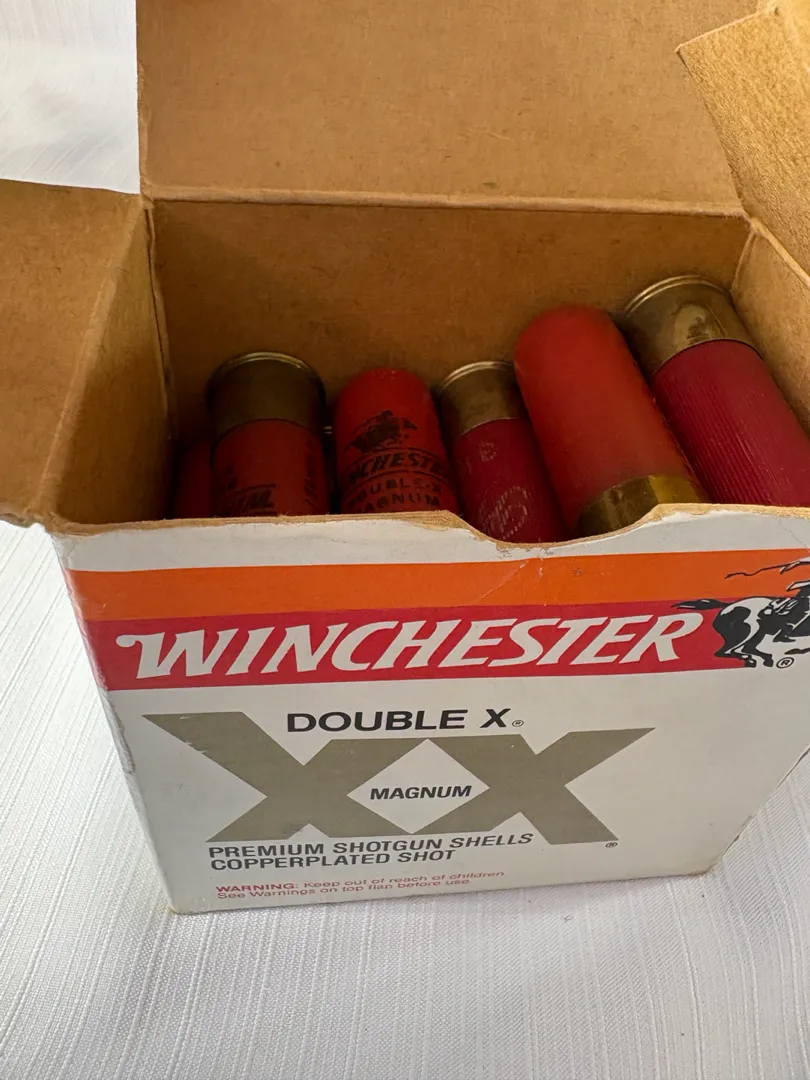 DOUBLE-X
MAGNUM
WINCHESTER
®
DOUBLE X®
XX
MAGNUM
®
PREMIUM SHOTGUN SHELLS
COPPERPLATED SHOT
WARNING: Keep out of reach of children
See Warnings on top flap before use.